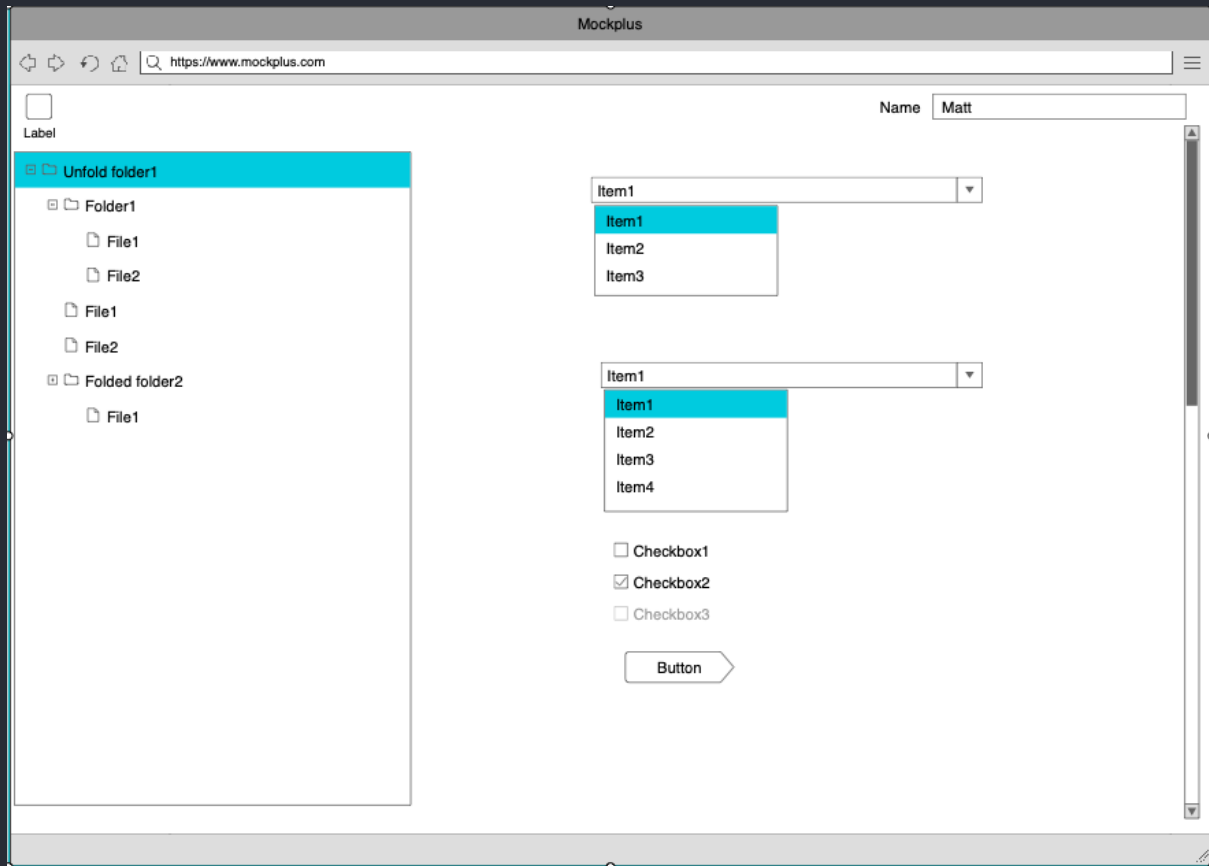 Mockplus
https://www.mockplus.com
Name Matt
Label
Unfold folder1
Folder1
File1
File2
File1
File2
Folded folder2
File1
Item1
Item1
Item2
Item3
Item1
Item1
Item2
Item3
Item4
Checkbox1
Checkbox2
Checkbox3
Button